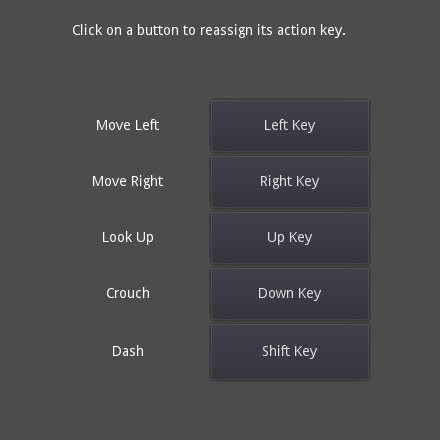 Click on a button to reassign its action key.
Move Left Left Key
Move Right Right Key
Look Up Up Key
Crouch Down Key
Dash Shift Key